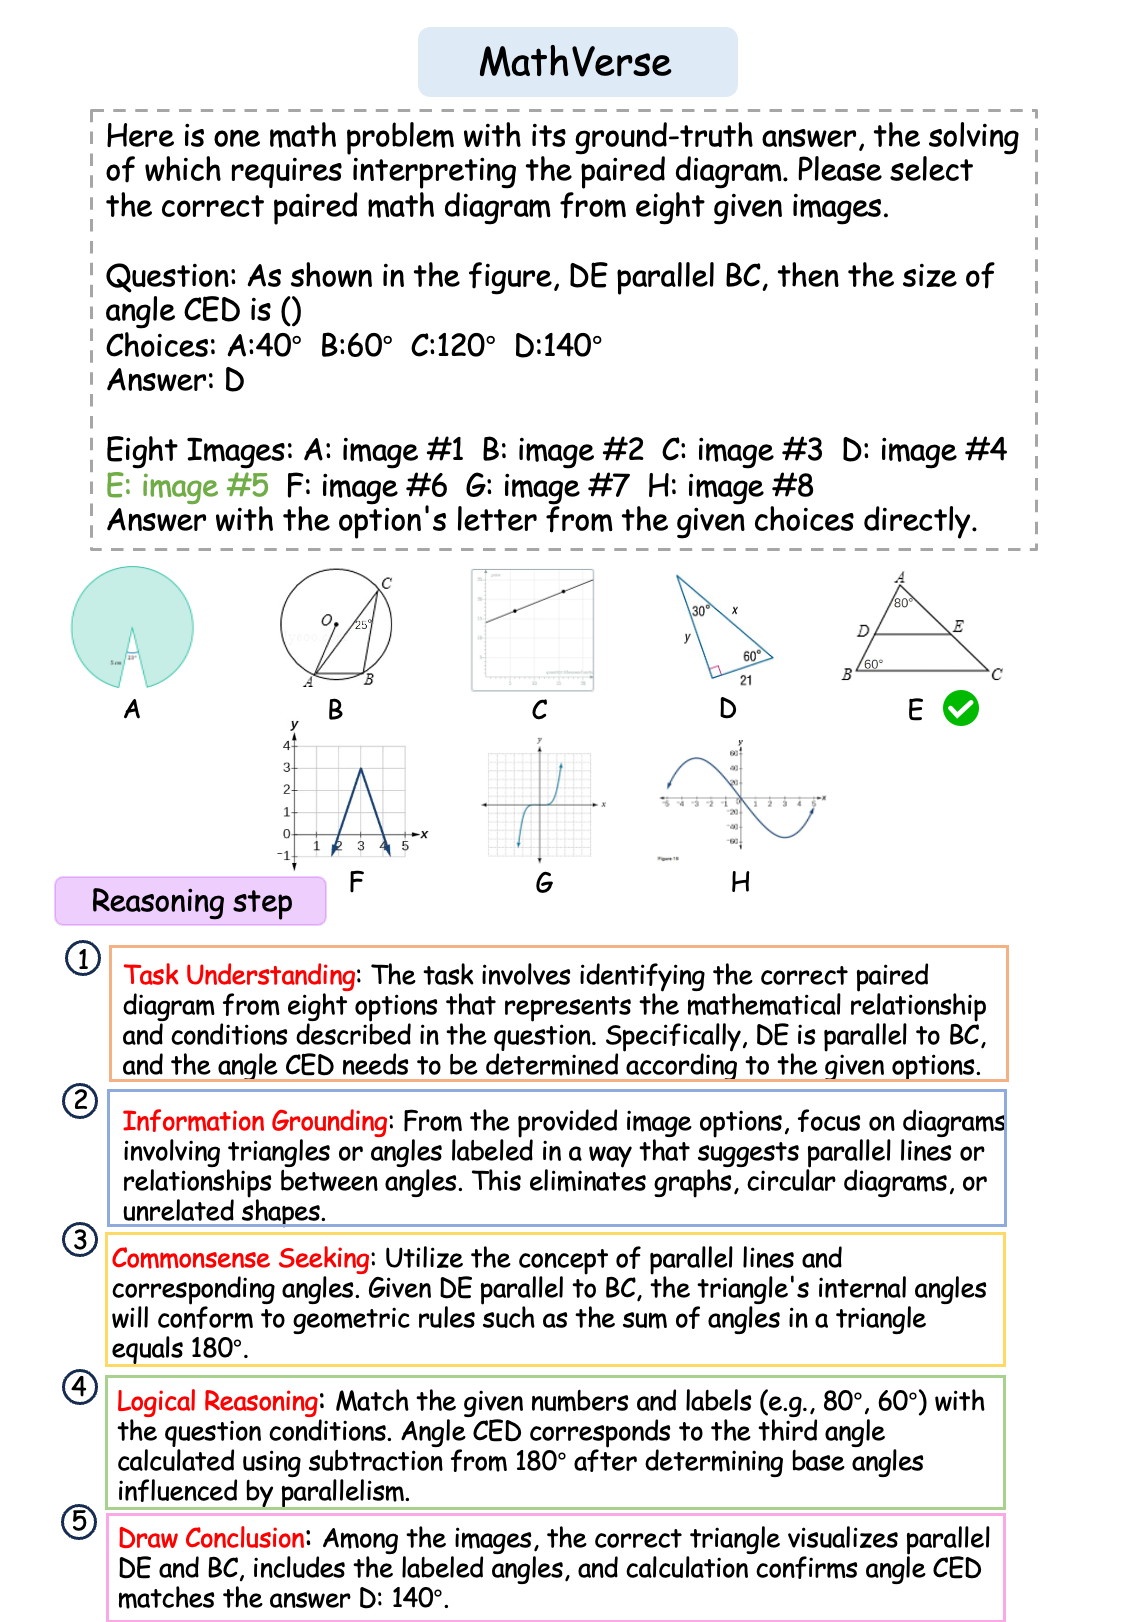 MathVerse
Here is one math problem with its ground-truth answer, the solving
of which requires interpreting the paired diagram. Please select
the correct paired math diagram from eight given images.
Question: As shown in the figure, DE parallel BC, then the size of
angle CED is ()
Choices: A:40° B:60° C:120° D:140°
Answer: D
Eight Images: A: image #1 B: image #2 C: image #3 D: image #4
E: image #5 F: image #6 G: image #7 H: image #8
Answer with the option's letter from the given choices directly.
5 cm
A
O
C
25°
A
B
B
C
30°
x
y
60°
21
D
A
80°
D
E
B
60°
C
E
y
4
3
2
1
0
-1
1 2 3 4 5
x
F
y
x
G
y
60
40
20
-5 -4 -3 -2 -1 0 1 2 3 4 5
x
-20
-40
-60
H
Reasoning step
1
Task Understanding: The task involves identifying the correct paired
diagram from eight options that represents the mathematical relationship
and conditions described in the question. Specifically, DE is parallel to BC,
and the angle CED needs to be determined according to the given options.
2
Information Grounding: From the provided image options, focus on diagrams
involving triangles or angles labeled in a way that suggests parallel lines or
relationships between angles. This eliminates graphs, circular diagrams, or
unrelated shapes.
3
Commonsense Seeking: Utilize the concept of parallel lines and
corresponding angles. Given DE parallel to BC, the triangle's internal angles
will conform to geometric rules such as the sum of angles in a triangle
equals 180°.
4
Logical Reasoning: Match the given numbers and labels (e.g., 80°, 60°) with
the question conditions. Angle CED corresponds to the third angle
calculated using subtraction from 180° after determining base angles
influenced by parallelism.
5
Draw Conclusion: Among the images, the correct triangle visualizes parallel
DE and BC, includes the labeled angles, and calculation confirms angle CED
matches the answer D: 140°.